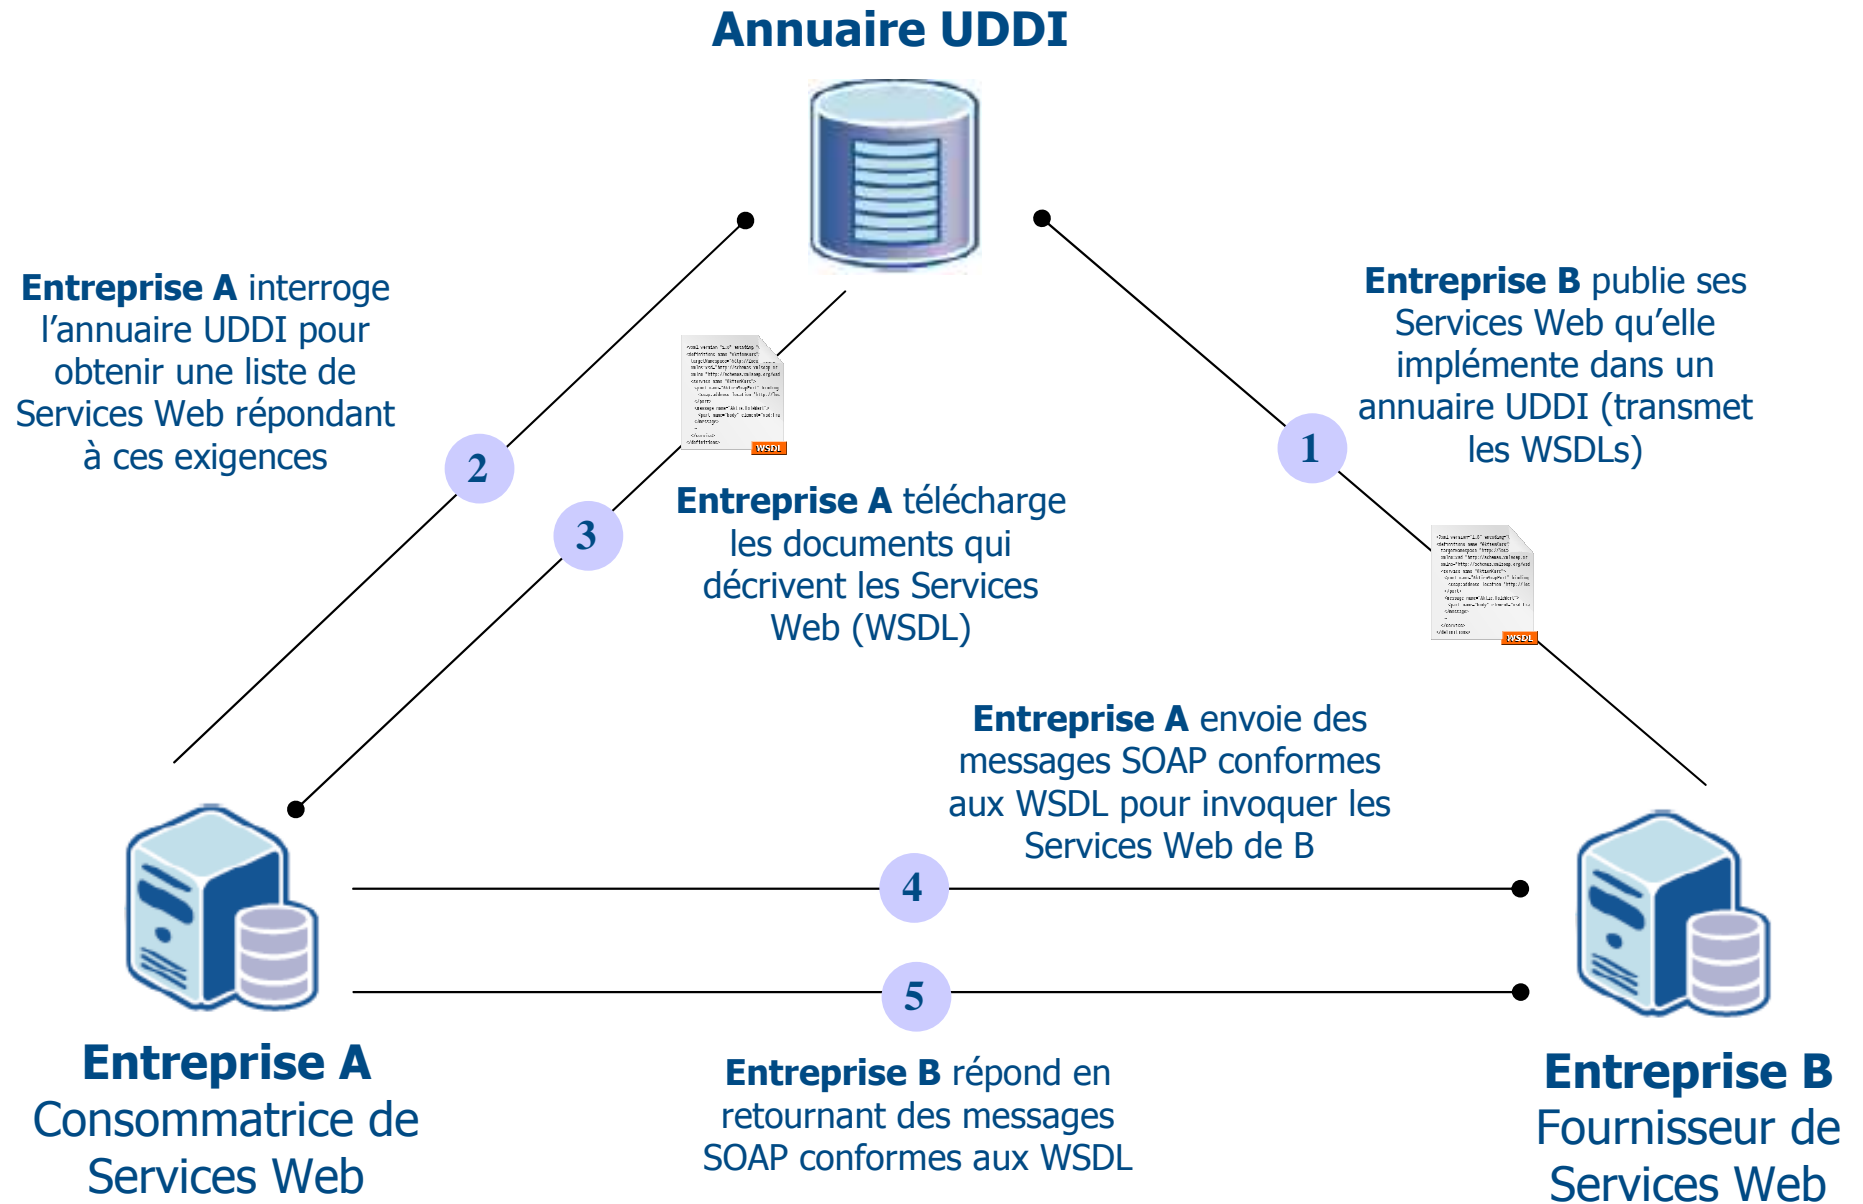 Annuaire UDDI
Entreprise A interroge
l’annuaire UDDI pour
obtenir une liste de
Services Web répondant
à ces exigences
Entreprise B publie ses
Services Web qu’elle
implémente dans un
annuaire UDDI (transmet
les WSDLs)
WSDL
1
2
3
Entreprise A télécharge
les documents qui
décrivent les Services
Web (WSDL)
WSDL
Entreprise A envoie des
messages SOAP conformes
aux WSDL pour invoquer les
Services Web de B
4
5
Entreprise A
Consommatrice de
Services Web
Entreprise B répond en
retournant des messages
SOAP conformes aux WSDL
Entreprise B
Fournisseur de
Services Web